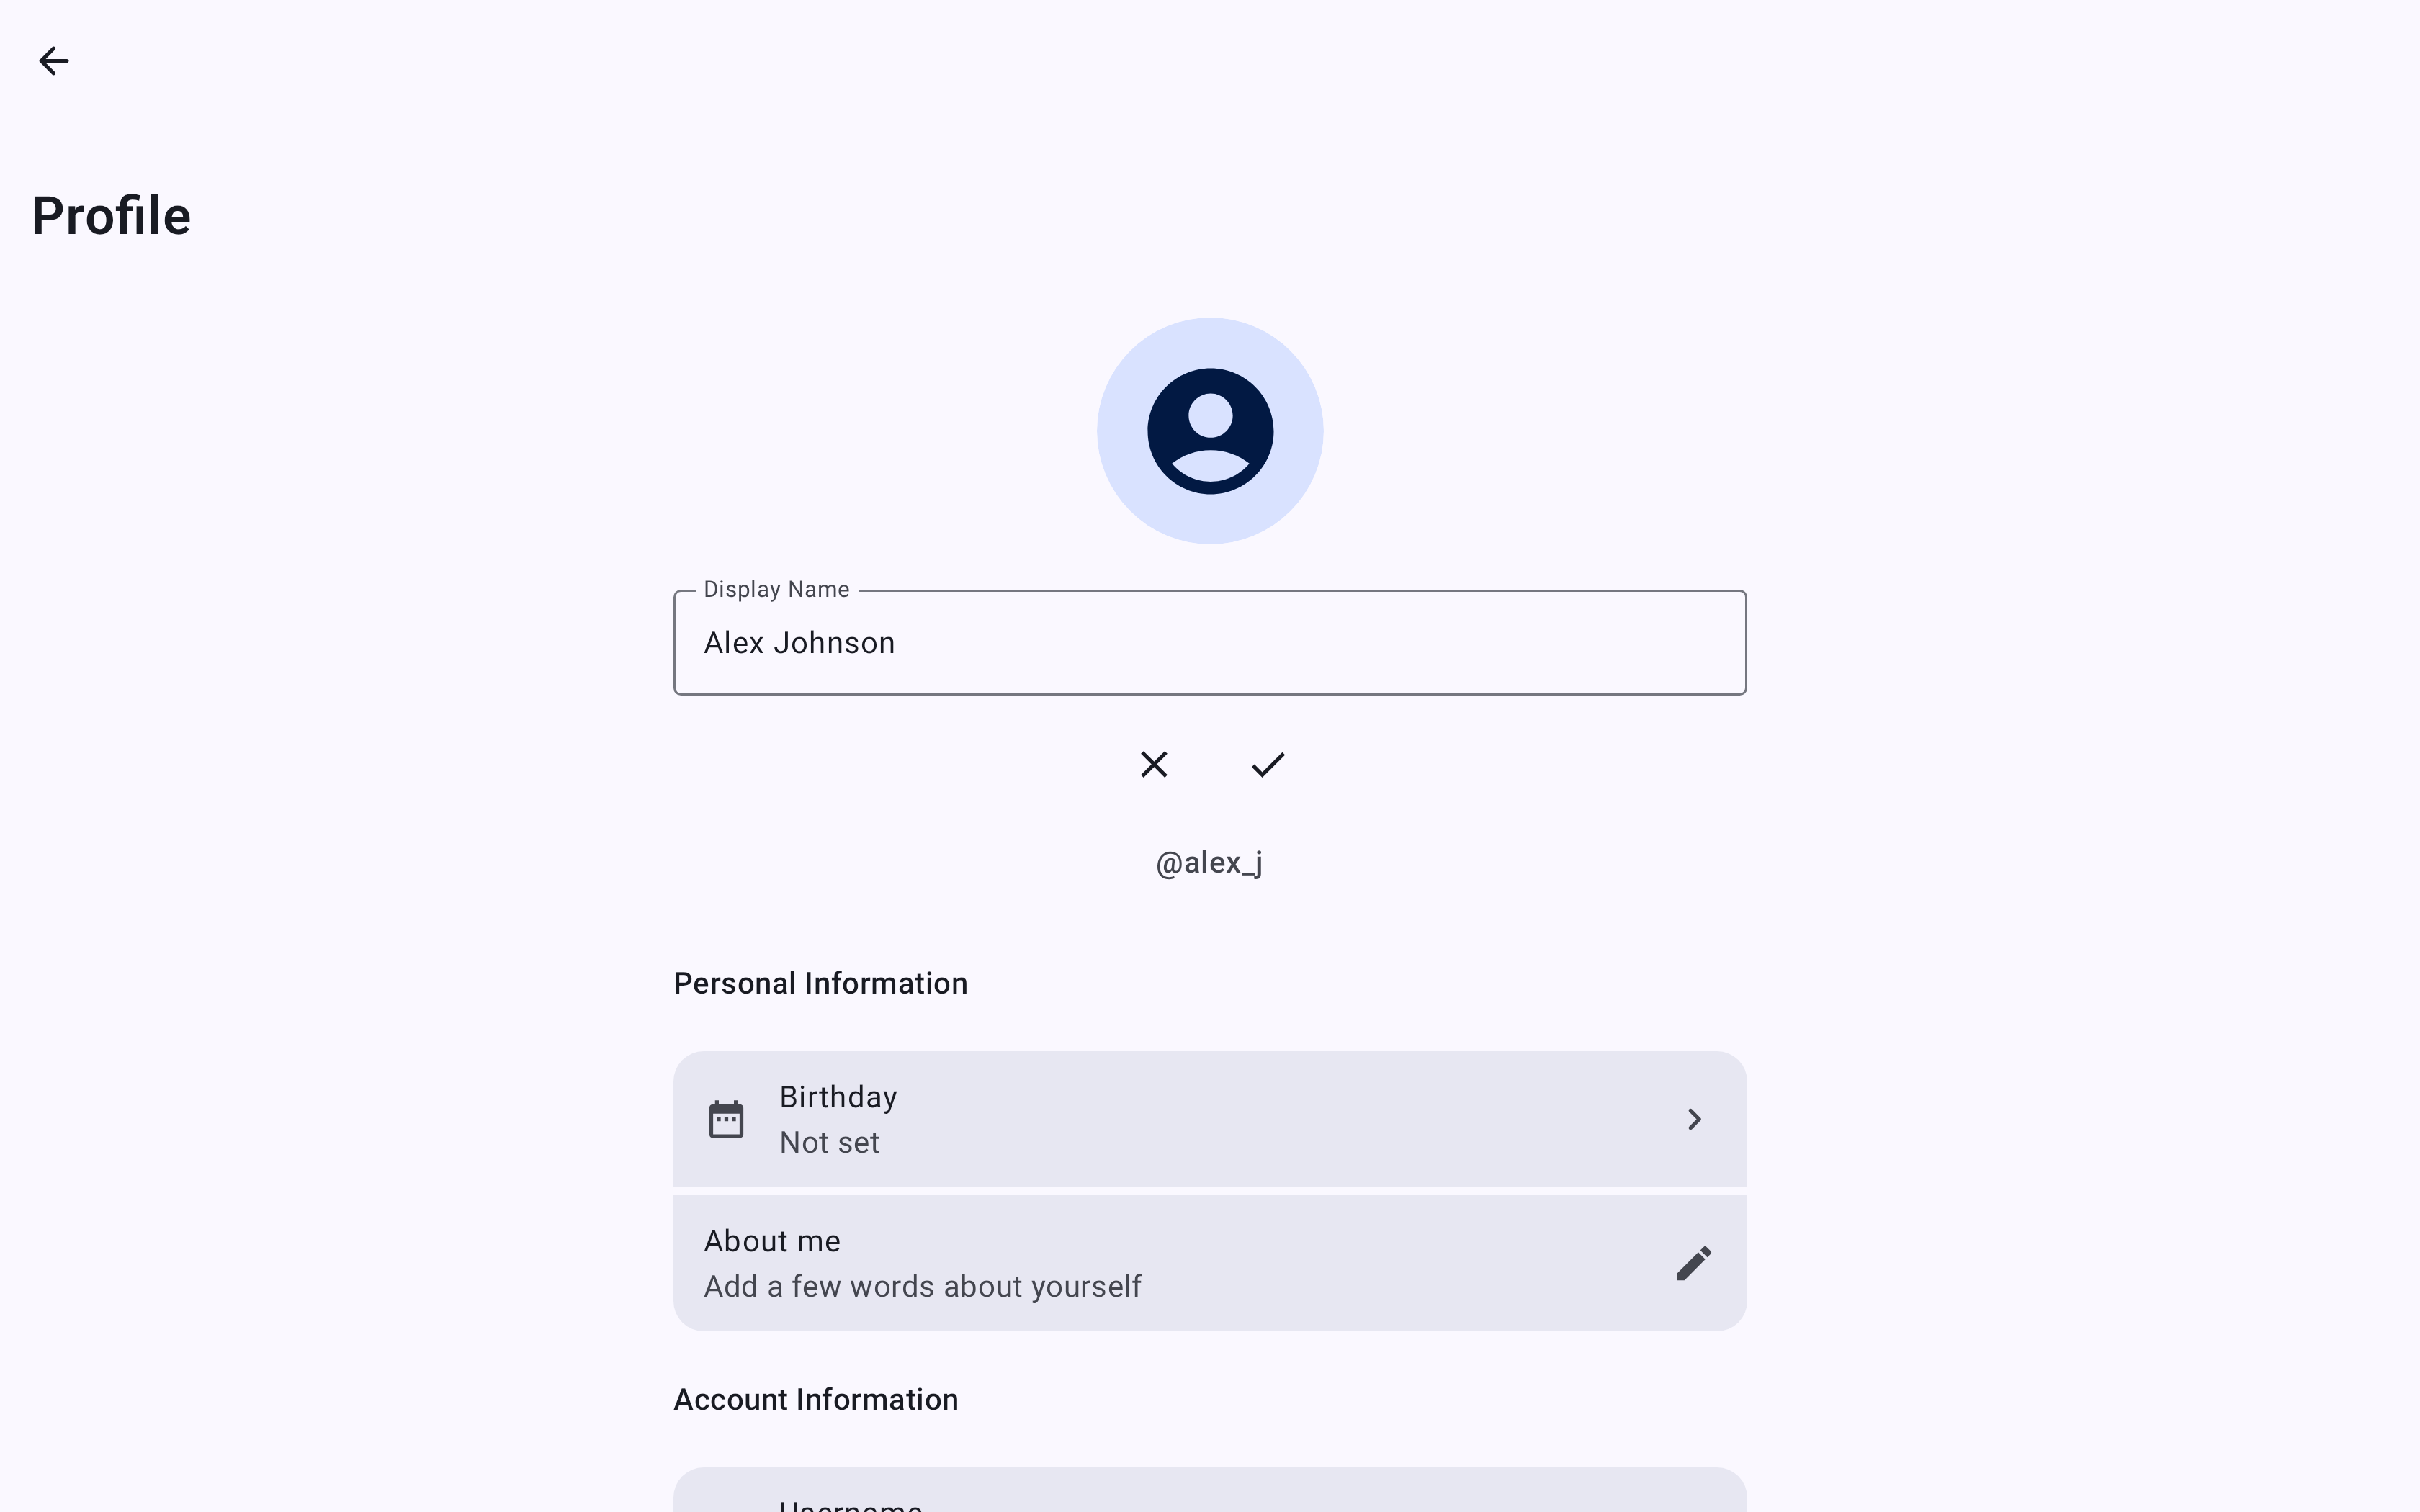 Profile
Display Name
Alex Johnson
@alex_j
Personal Information
Birthday
Not set
About me
Add a few words about yourself
Account Information
Username